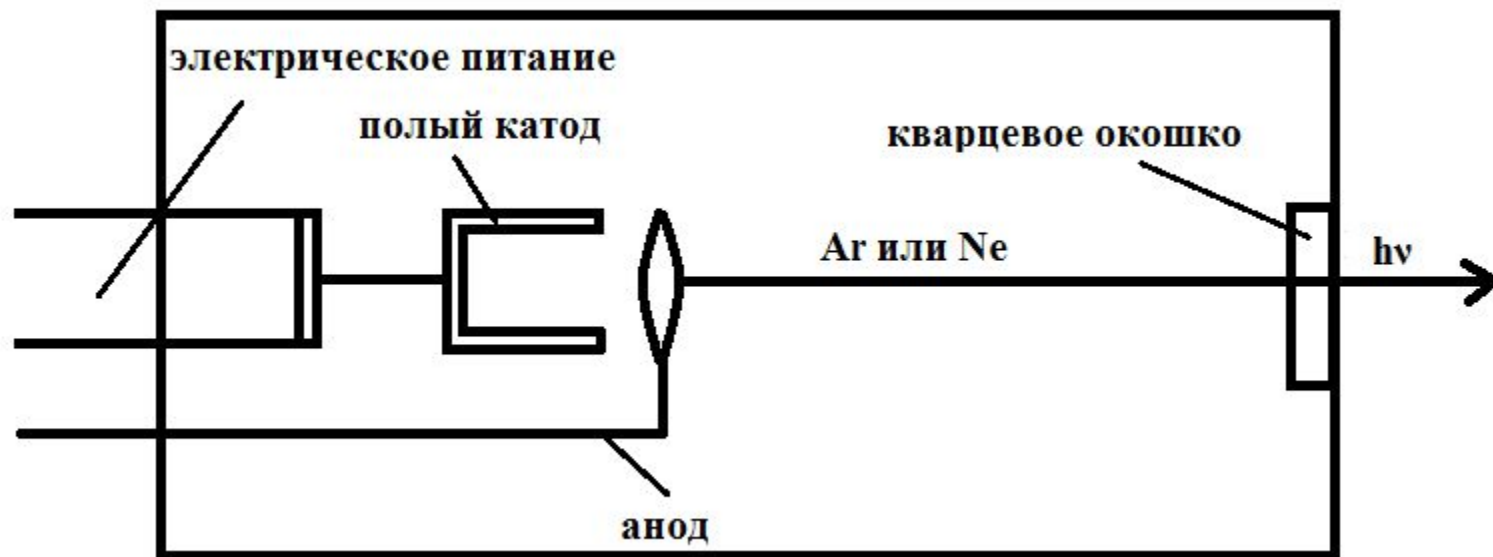 электрическое питание
полый катод
кварцевое окошко
Ar или Ne
hν
анод